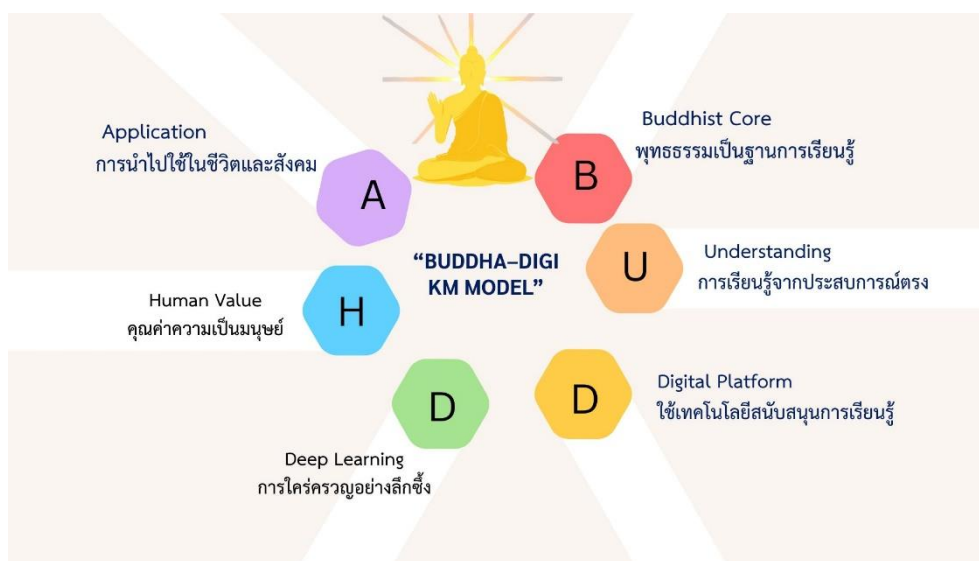 “BUDDHA–DIGI
KM MODEL”
B
Buddhist Core
พุทธธรรมเป็นฐานการเรียนรู้
U
Understanding
การเรียนรู้จากประสบการณ์ตรง
D
Digital Platform
ใช้เทคโนโลยีสนับสนุนการเรียนรู้
D
Deep Learning
การใคร่ครวญอย่างลึกซึ้ง
H
Human Value
คุณค่าความเป็นมนุษย์
A
Application
การนำไปใช้ในชีวิตและสังคม